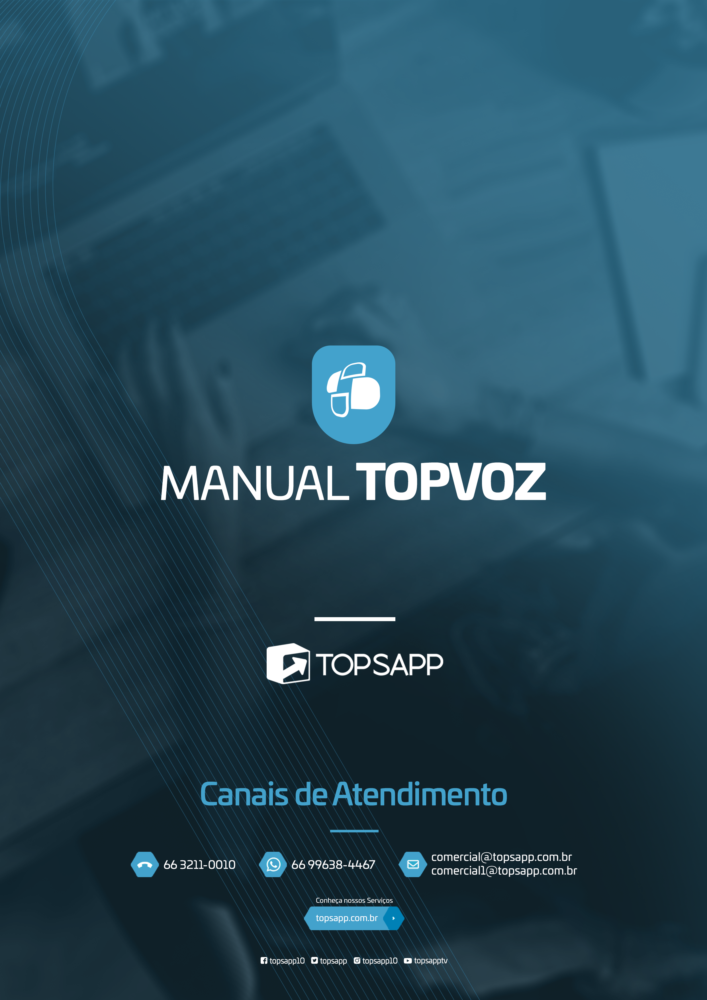 MANUAL TOPVOZ
TOPSAPP
Canais de Atendimento
66 3211-0010
66 99638-4467
comercial@topsapp.com.br
comercial1@topsapp.com.br
Conheça nossos Serviços
topsapp.com.br
topsapp10 topsapp topsapp10 topsapptv